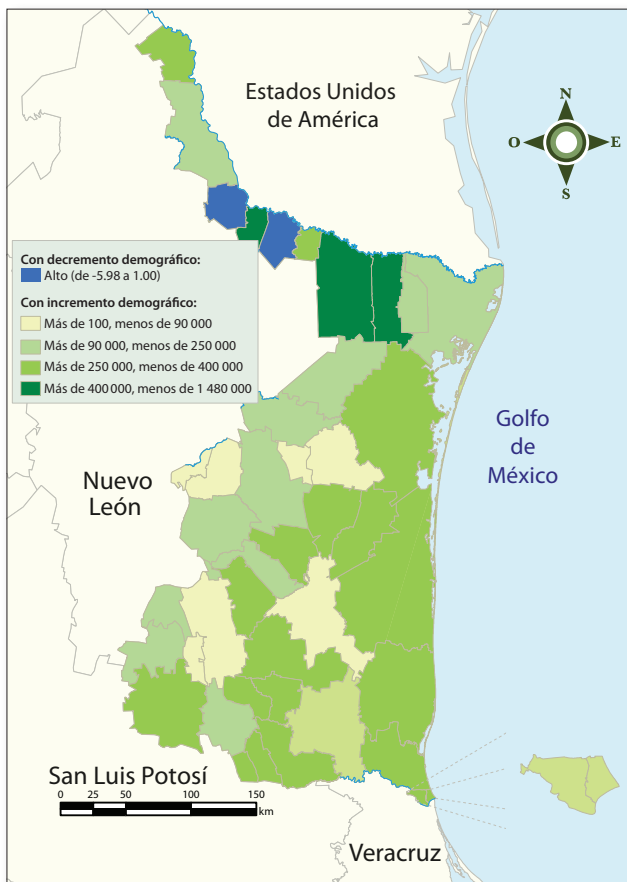 Estados Unidos
de América
N
O
E
S
Con decremento demográfico:
Alto (de -5.98 a 1.00)
Con incremento demográfico:
Más de 100, menos de 90 000
Más de 90 000, menos de 250 000
Más de 250 000, menos de 400 000
Más de 400 000, menos de 1 480 000
Golfo
de
México
Nuevo
León
San Luis Potosí
0 25 50 100 150
km
Veracruz